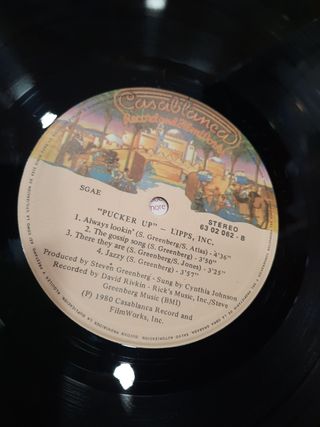 Casablanca
Record and FilmWorks
SGAE
STEREO
63 02 062 - B
"PUCKER UP" - LIPPS, INC.
1. Always lookin' (S. Greenberg/S. Atlas) - 4'36"
2. The gossip song (S. Greenberg) - 3'50"
3. There they are (S. Greenberg/S. Jones) - 3'25"
4. Jazzy (S. Greenberg) - 3'57"
Produced by Steven Greenberg - Sung by Cynthia Johnson
Recorded by David Rivkin - Rick's Music, Inc./Steve
Greenberg Music (BMI)
(P) 1980 Casablanca Record and
FilmWorks, Inc.